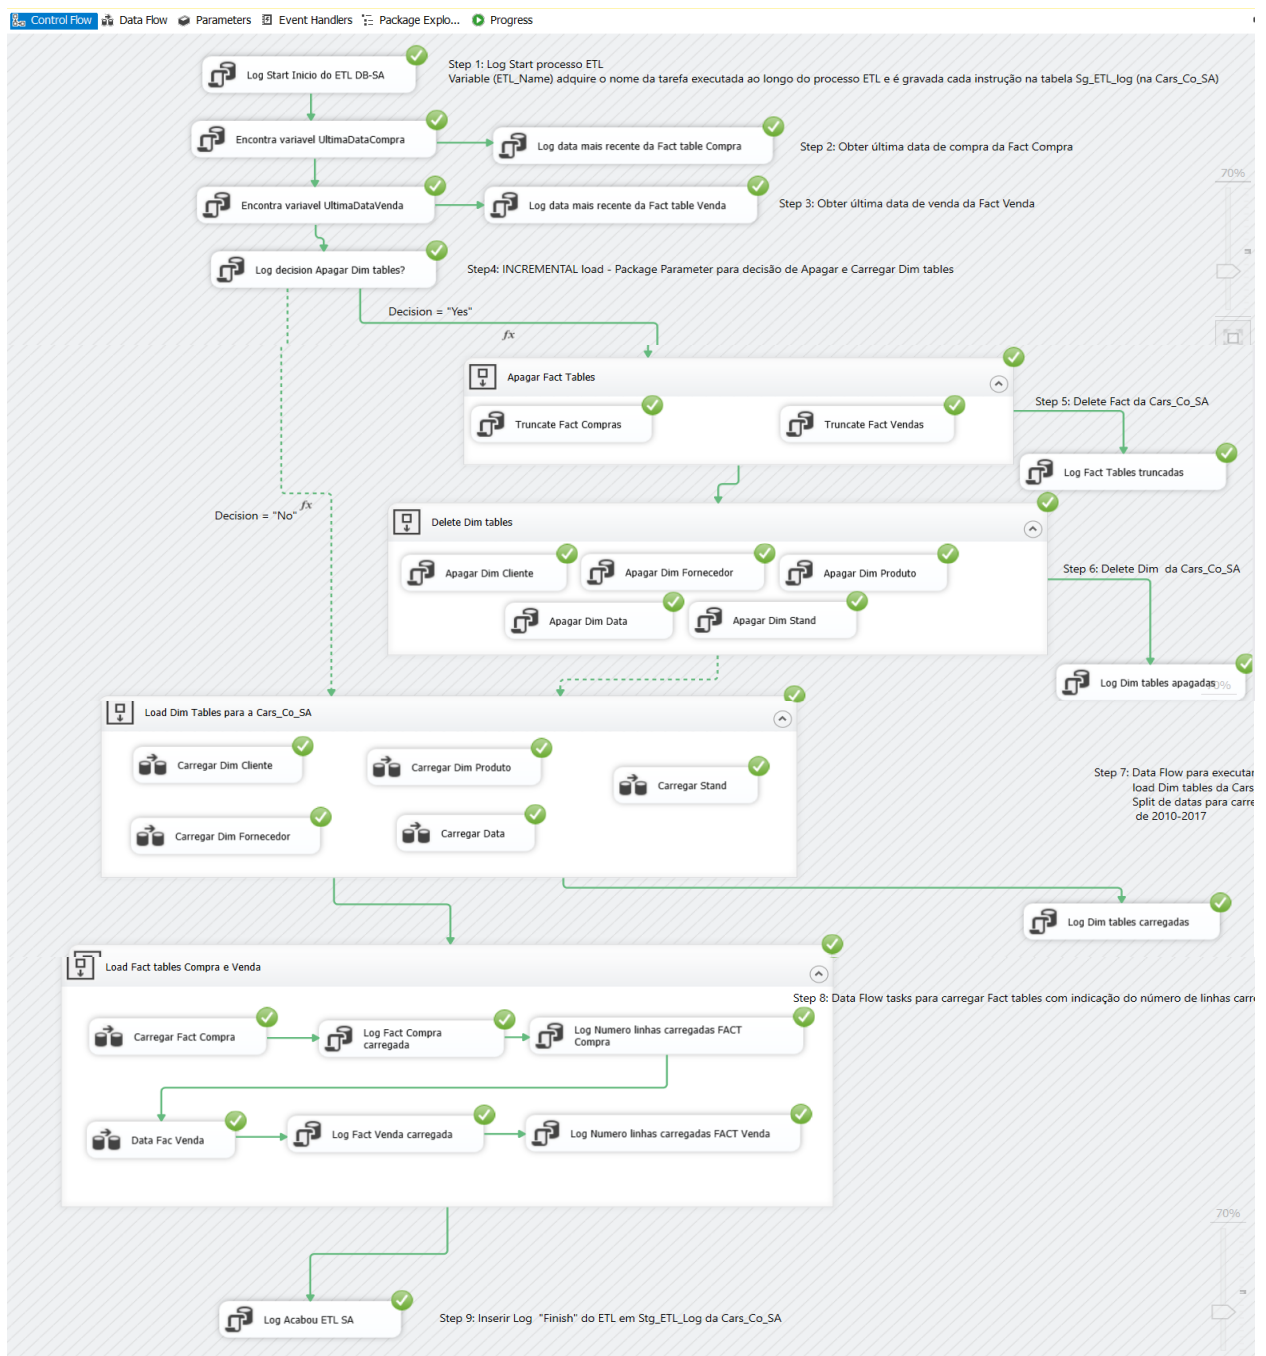 Control Flow Data Flow Parameters Event Handlers Package Explo... Progress
Log Start Inicio do ETL DB-SA
Step 1: Log Start processo ETL
Variable (ETL_Name) adquire o nome da tarefa executada ao longo do processo ETL e é gravada cada instrução na tabela Sg_ETL_log (na Cars_Co_SA)
Encontra variavel UltimaDataCompra
Log data mais recente da Fact table Compra
Step 2: Obter última data de compra da Fact Compra
70%
Encontra variavel UltimaDataVenda
Log data mais recente da Fact table Venda
Step 3: Obter última data de venda da Fact Venda
Log decision Apagar Dim tables?
Step4: INCREMENTAL load - Package Parameter para decisão de Apagar e Carregar Dim tables
Decision = "Yes"
fx
Apagar Fact Tables
Truncate Fact Compras
Truncate Fact Vendas
Step 5: Delete Fact da Cars_Co_SA
Log Fact Tables truncadas
Decision = "No"
fx
Delete Dim tables
Apagar Dim Cliente
Apagar Dim Fornecedor
Apagar Dim Produto
Apagar Dim Data
Apagar Dim Stand
Step 6: Delete Dim da Cars_Co_SA
Log Dim tables apagadas
70%
Load Dim Tables para a Cars_Co_SA
Carregar Dim Cliente
Carregar Dim Produto
Carregar Stand
Carregar Dim Fornecedor
Carregar Data
Step 7: Data Flow para executar
load Dim tables da Cars
Split de datas para carre
de 2010-2017
Log Dim tables carregadas
Load Fact tables Compra e Venda
Step 8: Data Flow tasks para carregar Fact tables com indicação do número de linhas carre
Carregar Fact Compra
Log Fact Compra
carregada
Log Numero linhas carregadas FACT
Compra
Data Fac Venda
Log Fact Venda carregada
Log Numero linhas carregadas FACT Venda
70%
Log Acabou ETL SA
Step 9: Inserir Log "Finish" do ETL em Stg_ETL_Log da Cars_Co_SA